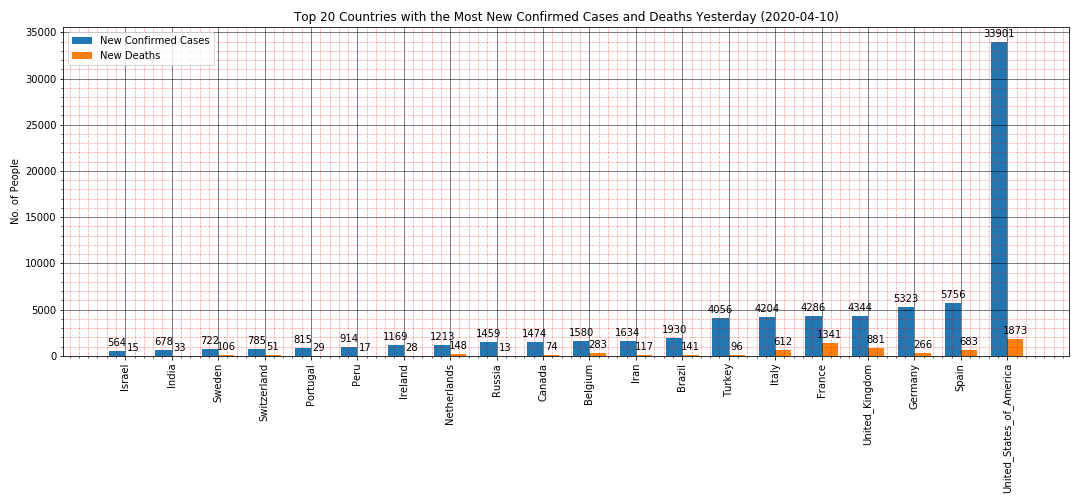 Top 20 Countries with the Most New Confirmed Cases and Deaths Yesterday (2020-04-10)
New Confirmed Cases
New Deaths
No. of People
35000
30000
25000
20000
15000
10000
5000
0
564 15
678 33
722 106
785 51
815 29
914 17
1169 28
1213 148
1459 13
1474 74
1580 283
1634 117
1930 141
4056 96
4204 612
4286 1341
4344 881
5323 266
5756 683
33901 1873
Israel
India
Sweden
Switzerland
Portugal
Peru
Ireland
Netherlands
Russia
Canada
Belgium
Iran
Brazil
Turkey
Italy
France
United_Kingdom
Germany
Spain
United_States_of_America